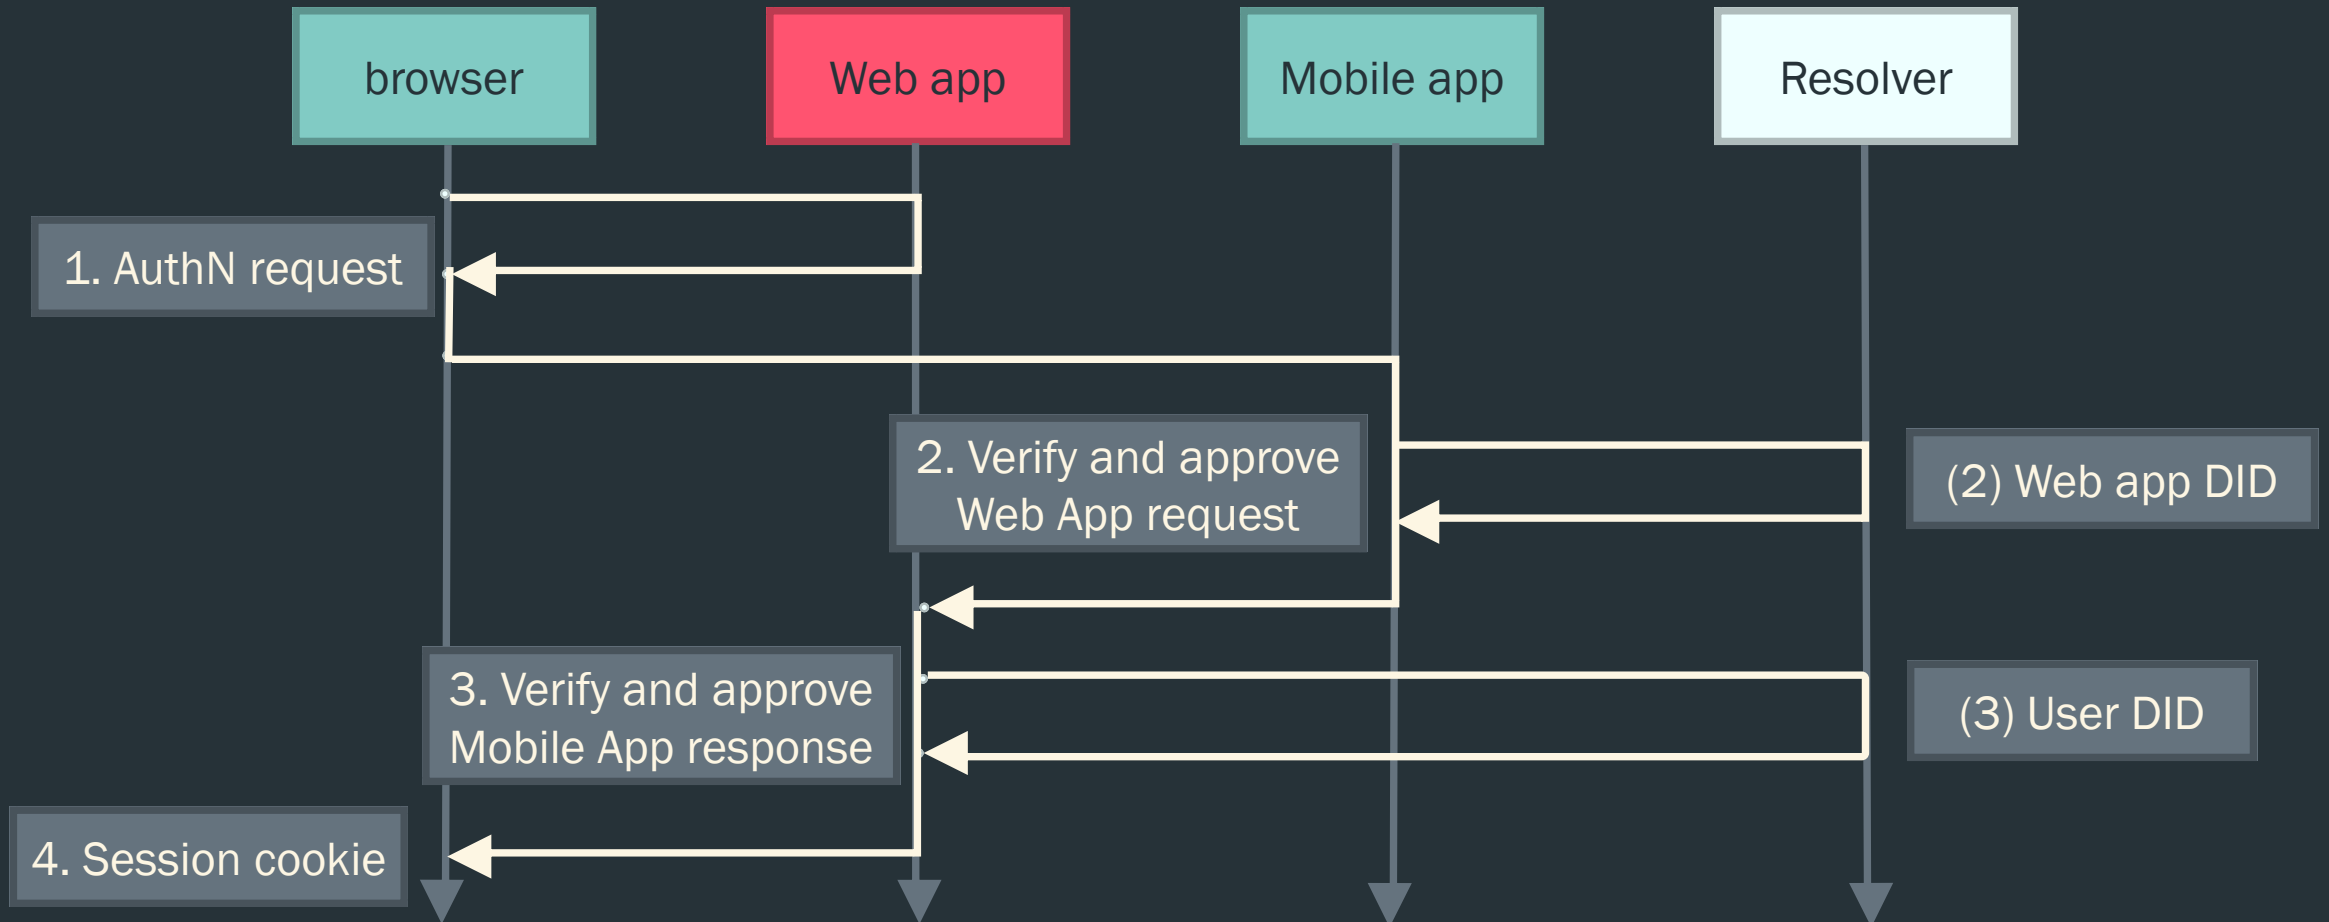 browser
Web app
Mobile app
Resolver
1. AuthN request
2. Verify and approve
Web App request
(2) Web app DID
3. Verify and approve
Mobile App response
(3) User DID
4. Session cookie